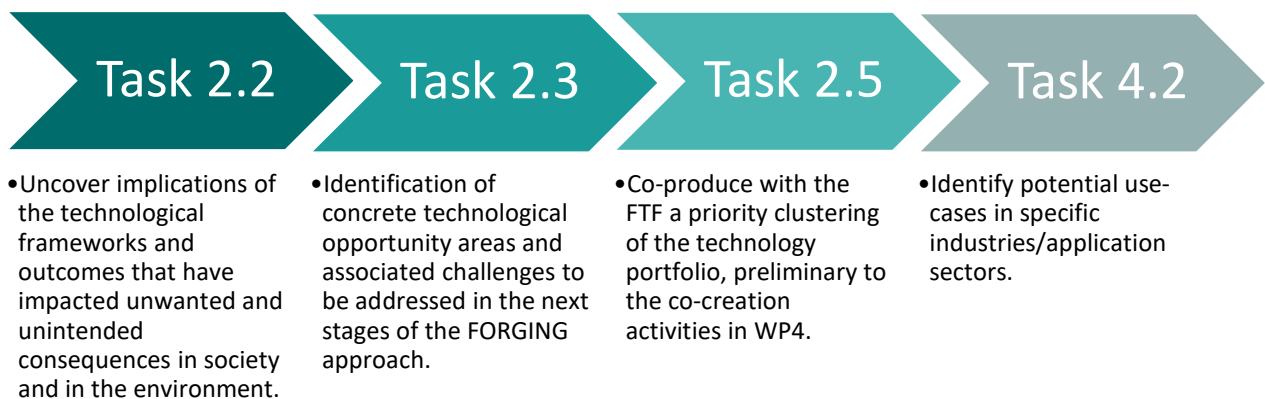 Task 2.2
Task 2.3
Task 2.5
Task 4.2
•Uncover implications of
the technological
frameworks and
outcomes that have
impacted unwanted and
unintended
consequences in society
and in the environment.
•Identification of
concrete technological
opportunity areas and
associated challenges to
be addressed in the next
stages of the FORGING
approach.
•Co-produce with the
FTF a priority clustering
of the technology
portfolio, preliminary to
the co-creation
activities in WP4.
•Identify potential use-
cases in specific
industries/application
sectors.